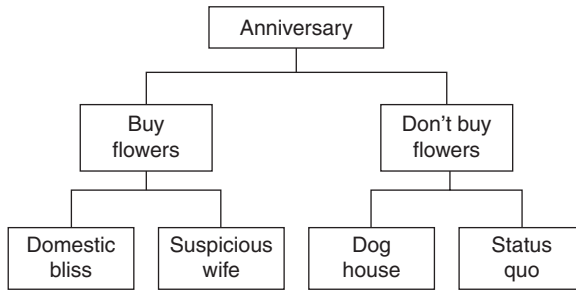 Anniversary
Buy
flowers
Don't buy
flowers
Domestic
bliss
Suspicious
wife
Dog
house
Status
quo